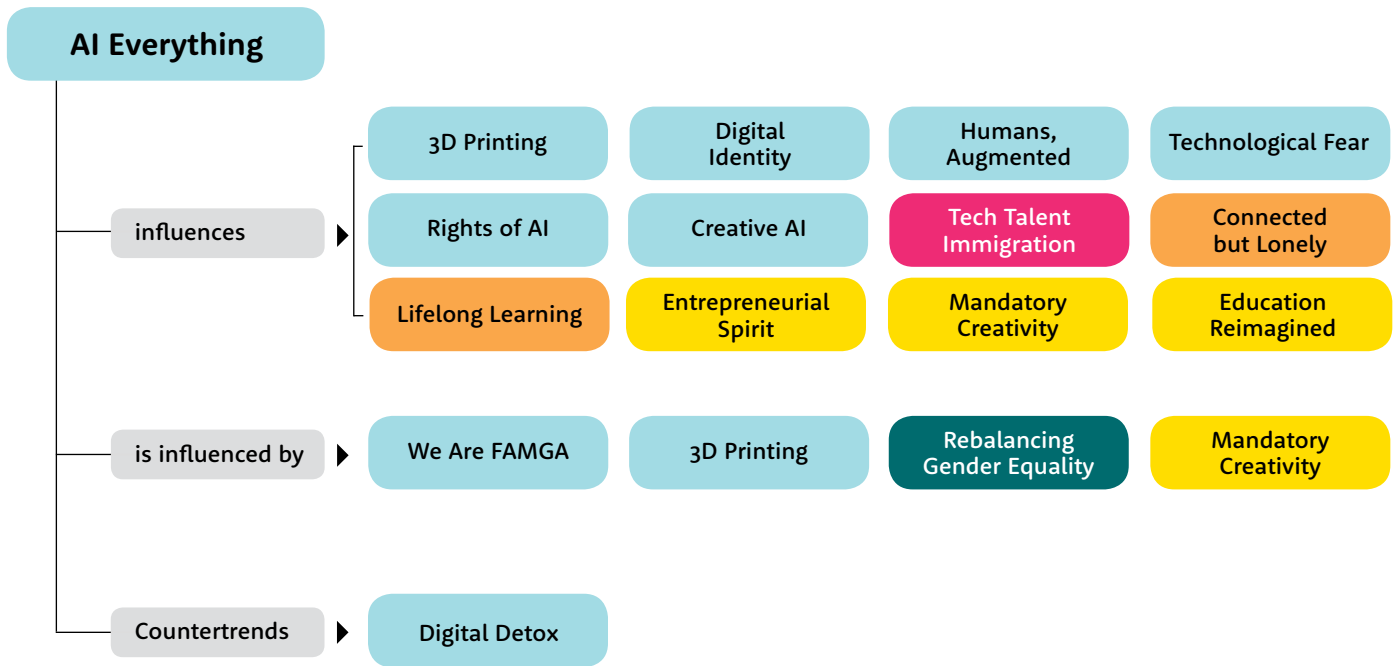 AI Everything
influences
3D Printing
Digital
Identity
Humans,
Augmented
Technological Fear
Rights of AI
Creative AI
Tech Talent
Immigration
Connected
but Lonely
Lifelong Learning
Entrepreneurial
Spirit
Mandatory
Creativity
Education
Reimagined
is influenced by
We Are FAMGA
3D Printing
Rebalancing
Gender Equality
Mandatory
Creativity
Countertrends
Digital Detox